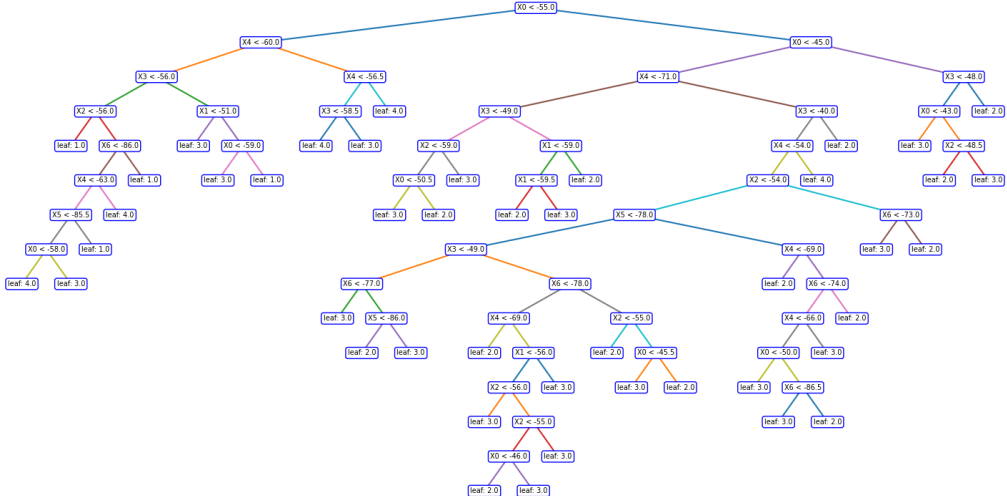 X0 < -55.0
X4 < -60.0
X0 < -45.0
X3 < -56.0
X4 < -56.5
X4 < -71.0
X3 < -48.0
X2 < -56.0
X1 < -51.0
X3 < -58.5
leaf: 4.0
X3 < -49.0
X3 < -40.0
X0 < -43.0
leaf: 2.0
leaf: 1.0
X6 < -86.0
leaf: 3.0
X0 < -59.0
leaf: 4.0
leaf: 3.0
X2 < -59.0
X1 < -59.0
X4 < -54.0
leaf: 2.0
leaf: 3.0
X2 < -48.5
X4 < -63.0
leaf: 1.0
leaf: 3.0
leaf: 1.0
X0 < -50.5
leaf: 3.0
X1 < -59.5
leaf: 2.0
X2 < -54.0
leaf: 4.0
leaf: 2.0
leaf: 3.0
X5 < -85.5
leaf: 4.0
leaf: 3.0
leaf: 2.0
leaf: 2.0
leaf: 3.0
X5 < -78.0
X6 < -73.0
X0 < -58.0
leaf: 1.0
X3 < -49.0
X4 < -69.0
leaf: 3.0
leaf: 2.0
leaf: 4.0
leaf: 3.0
X6 < -77.0
X6 < -78.0
leaf: 2.0
X6 < -74.0
leaf: 3.0
X5 < -86.0
X4 < -69.0
X2 < -55.0
X4 < -66.0
leaf: 2.0
leaf: 2.0
leaf: 3.0
leaf: 2.0
X1 < -56.0
leaf: 2.0
X0 < -45.5
X0 < -50.0
leaf: 3.0
X2 < -56.0
leaf: 3.0
leaf: 3.0
leaf: 2.0
leaf: 3.0
X6 < -86.5
leaf: 3.0
X2 < -55.0
leaf: 3.0
leaf: 2.0
X0 < -46.0
leaf: 3.0
leaf: 2.0
leaf: 3.0